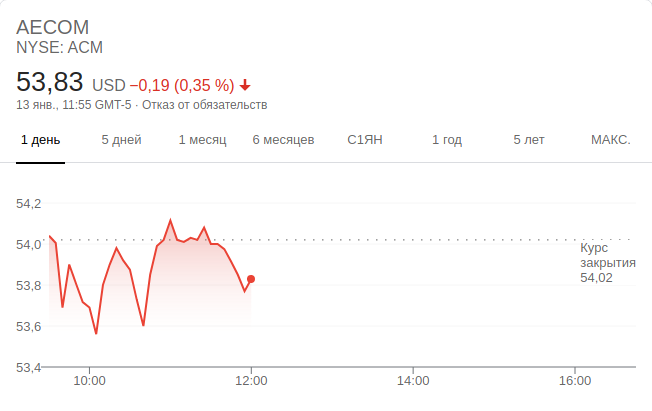 AECOM
NYSE: ACM
53,83 USD −0,19 (0,35 %)
13 янв., 11:55 GMT-5 · Отказ от обязательств
1 день 5 дней 1 месяц 6 месяцев С1ЯН 1 год 5 лет МАКС.
54,2
54,0
Курс
закрытия
54,02
53,8
53,6
53,4
10:00 12:00 14:00 16:00